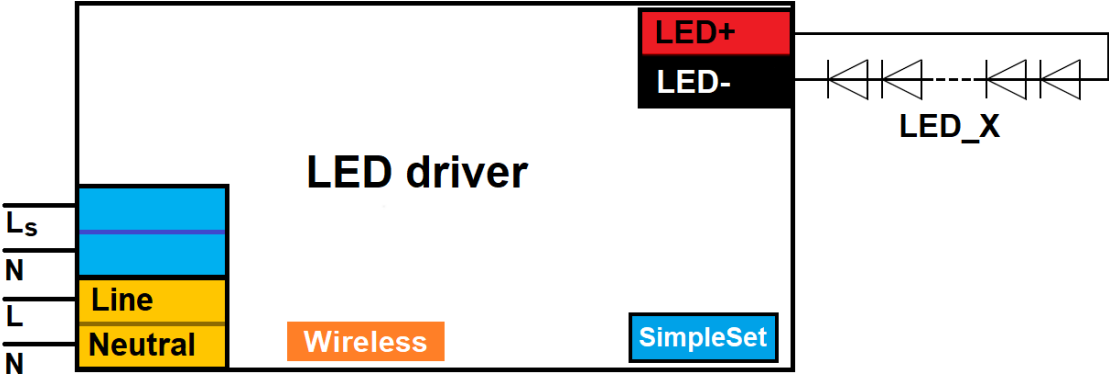 LED+
LED-
LED_X
LED driver
Ls
N
Line
L
Neutral
N
Wireless
SimpleSet